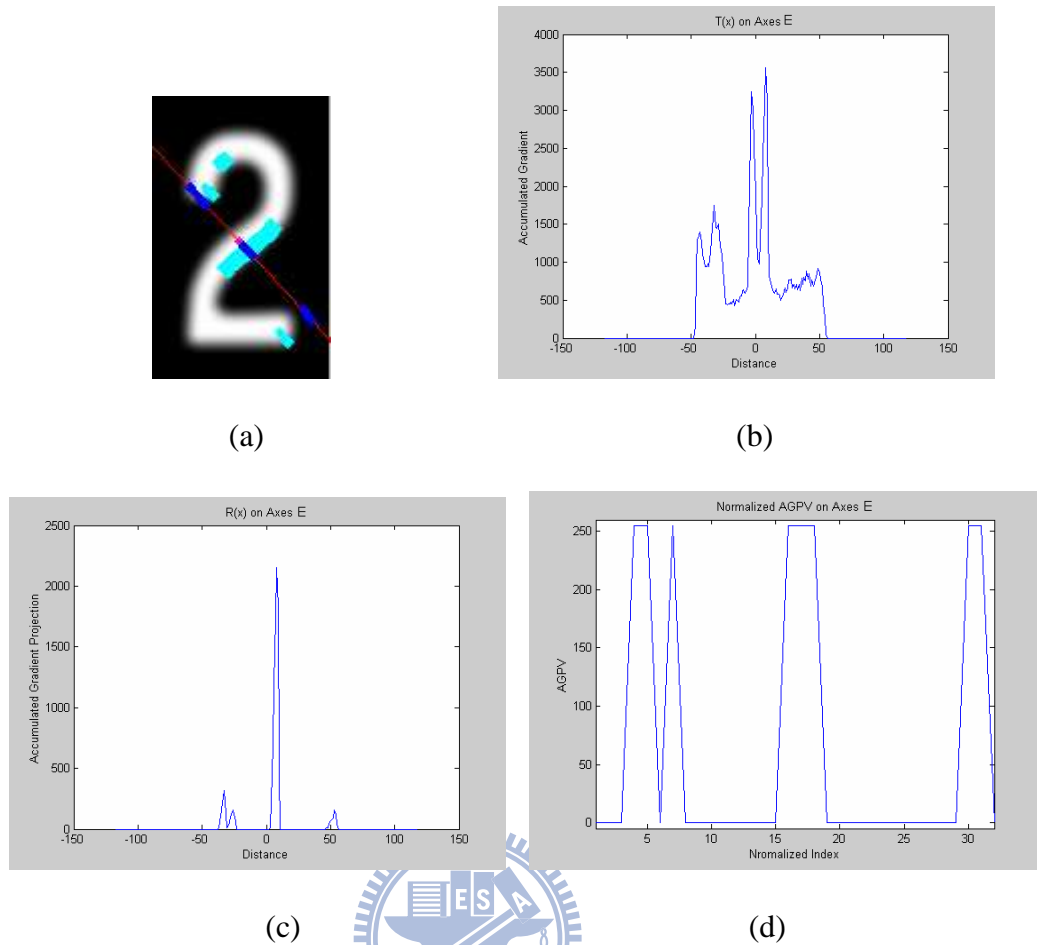 2
T(x) on Axes E
4000
3500
3000
2500
2000
1500
1000
500
0
-150 -100 -50 0 50 100 150
Accumulated Gradient
Distance
(a) (b)
R(x) on Axes E
2500
2000
1500
1000
500
0
-150 -100 -50 0 50 100 150
Accumulated Gradient Projection
Distance
Normalized AGPV on Axes E
250
200
150
100
50
0
5 10 15 20 25 30
AGPV
Nromalized Index
E S A
(c) (d)